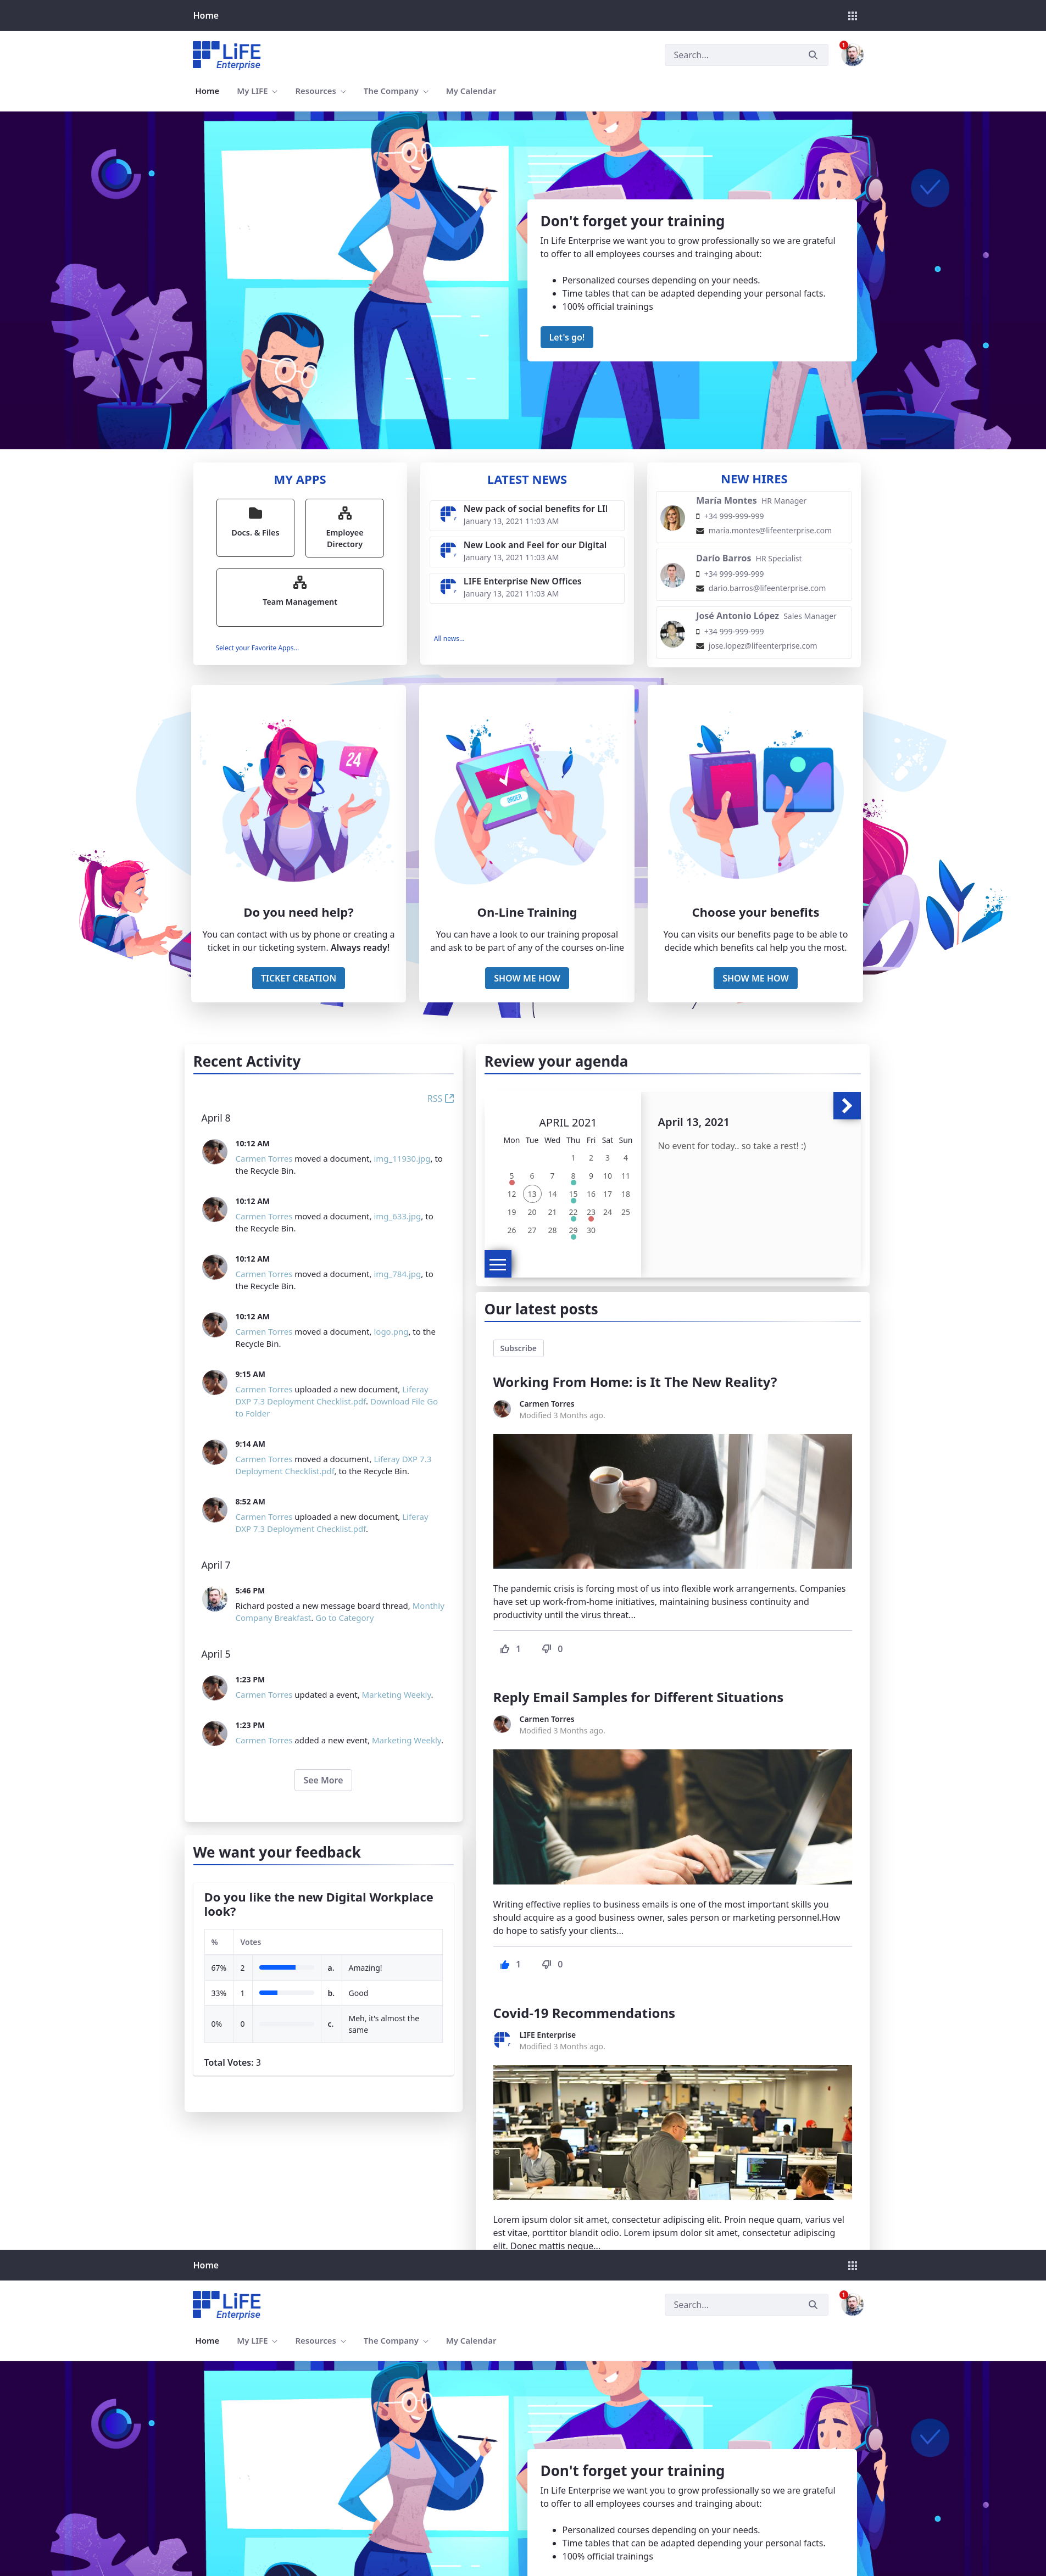 Home
LiFE
Enterprise
Search...
1
Home
My LIFE
Resources
The Company
My Calendar
Don't forget your training
In Life Enterprise we want you to grow professionally so we are grateful
to offer to all employees courses and trainging about:
Personalized courses depending on your needs.
Time tables that can be adapted depending your personal facts.
100% official trainings
Let's go!
MY APPS
Docs. & Files
Employee
Directory
Team Management
Select your Favorite Apps...
LATEST NEWS
New pack of social benefits for LII
January 13, 2021 11:03 AM
New Look and Feel for our Digital
January 13, 2021 11:03 AM
LIFE Enterprise New Offices
January 13, 2021 11:03 AM
All news...
NEW HIRES
María Montes HR Manager
+34 999-999-999
maria.montes@lifeenterprise.com
Darío Barros HR Specialist
+34 999-999-999
dario.barros@lifeenterprise.com
José Antonio López Sales Manager
+34 999-999-999
jose.lopez@lifeenterprise.com
24
Do you need help?
You can contact with us by phone or creating a
ticket in our ticketing system. Always ready!
TICKET CREATION
ORDER
On-Line Training
You can have a look to our training proposal
and ask to be part of any of the courses on-line
SHOW ME HOW
Choose your benefits
You can visits our benefits page to be able to
decide which benefits cal help you the most.
SHOW ME HOW
Recent Activity
RSS
April 8
10:12 AM
Carmen Torres moved a document, img_11930.jpg, to
the Recycle Bin.
10:12 AM
Carmen Torres moved a document, img_633.jpg, to
the Recycle Bin.
10:12 AM
Carmen Torres moved a document, img_784.jpg, to
the Recycle Bin.
10:12 AM
Carmen Torres moved a document, logo.png, to the
Recycle Bin.
9:15 AM
Carmen Torres uploaded a new document, Liferay
DXP 7.3 Deployment Checklist.pdf. Download File Go
to Folder
9:14 AM
Carmen Torres moved a document, Liferay DXP 7.3
Deployment Checklist.pdf, to the Recycle Bin.
8:52 AM
Carmen Torres uploaded a new document, Liferay
DXP 7.3 Deployment Checklist.pdf.
April 7
5:46 PM
Richard posted a new message board thread, Monthly
Company Breakfast. Go to Category
April 5
1:23 PM
Carmen Torres updated a event, Marketing Weekly.
1:23 PM
Carmen Torres added a new event, Marketing Weekly.
See More
We want your feedback
Do you like the new Digital Workplace
look?
% Votes
67% 2 a. Amazing!
33% 1 b. Good
0% 0 c. Meh, it's almost the
same
Total Votes: 3
Review your agenda
APRIL 2021
Mon Tue Wed Thu Fri Sat Sun
1 2 3 4
5 6 7 8 9 10 11
12 13 14 15 16 17 18
19 20 21 22 23 24 25
26 27 28 29 30
April 13, 2021
No event for today.. so take a rest! :)
Our latest posts
Subscribe
Working From Home: is It The New Reality?
Carmen Torres
Modified 3 Months ago.
The pandemic crisis is forcing most of us into flexible work arrangements. Companies
have set up work-from-home initiatives, maintaining business continuity and
productivity until the virus threat...
1 0
Reply Email Samples for Different Situations
Carmen Torres
Modified 3 Months ago.
Writing effective replies to business emails is one of the most important skills you
should acquire as a good business owner, sales person or marketing personnel.How
do hope to satisfy your clients...
1 0
Covid-19 Recommendations
LIFE Enterprise
Modified 3 Months ago.
Lorem ipsum dolor sit amet, consectetur adipiscing elit. Proin neque quam, varius vel
est vitae, porttitor blandit odio. Lorem ipsum dolor sit amet, consectetur adipiscing
elit. Donec mattis neque...
Home
LiFE
Enterprise
Search...
1
Home
My LIFE
Resources
The Company
My Calendar
Don't forget your training
In Life Enterprise we want you to grow professionally so we are grateful
to offer to all employees courses and trainging about:
Personalized courses depending on your needs.
Time tables that can be adapted depending your personal facts.
100% official trainings